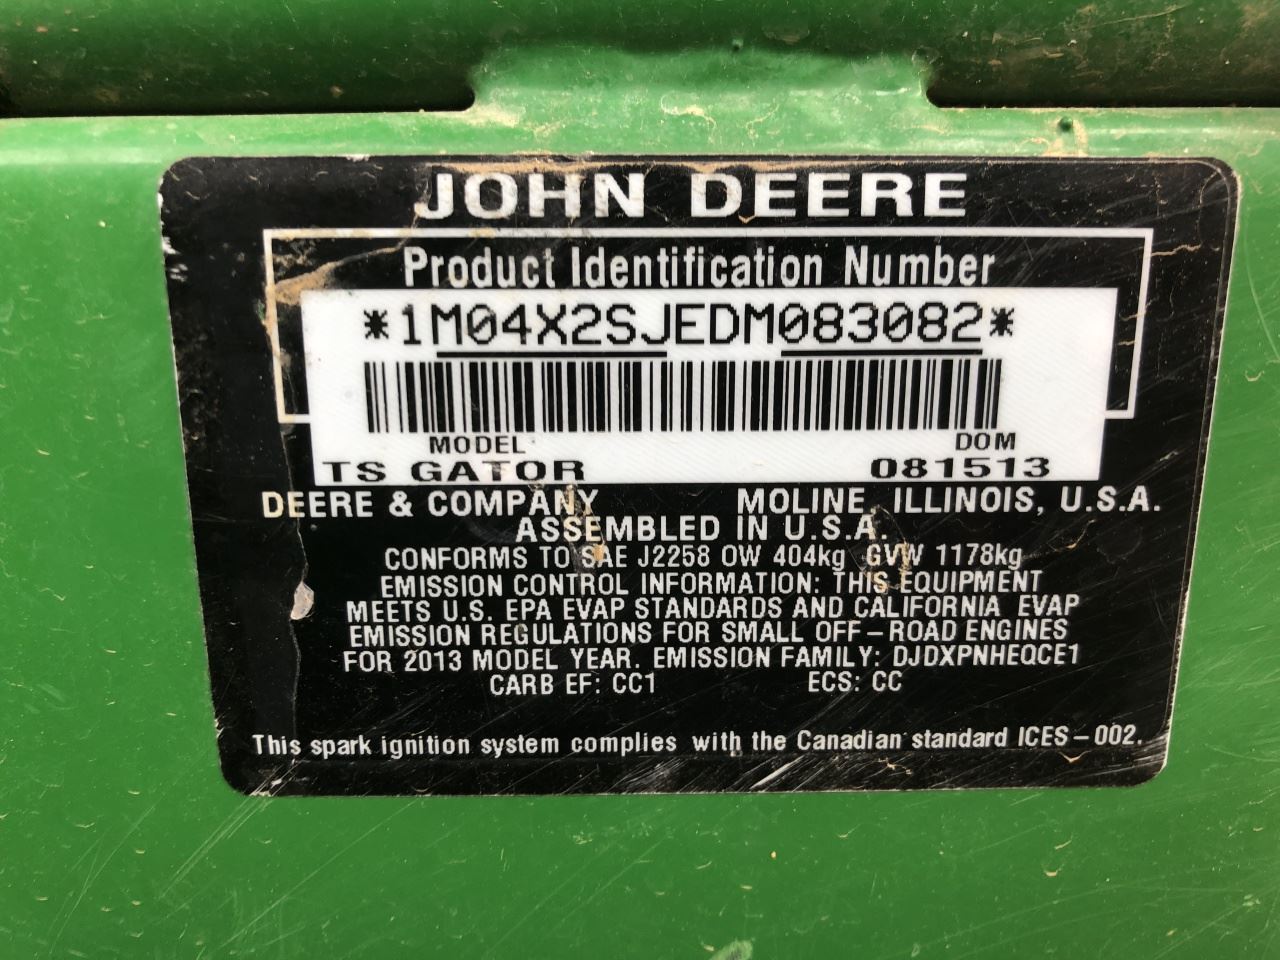 JOHN DEERE
Product Identification Number
*1M04X2SJEDM083082*
MODEL DOM
TS GATOR 081513
DEERE & COMPANY MOLINE, ILLINOIS, U.S.A.
ASSEMBLED IN U.S.A.
CONFORMS TO SAE J2258 OW 404kg GVW 1178kg
EMISSION CONTROL INFORMATION: THIS EQUIPMENT
MEETS U.S. EPA EVAP STANDARDS AND CALIFORNIA EVAP
EMISSION REGULATIONS FOR SMALL OFF-ROAD ENGINES
FOR 2013 MODEL YEAR. EMISSION FAMILY: DJDXPNHEQCE1
CARB EF: CC1 ECS: CC
This spark ignition system complies with the Canadian standard ICES-002.